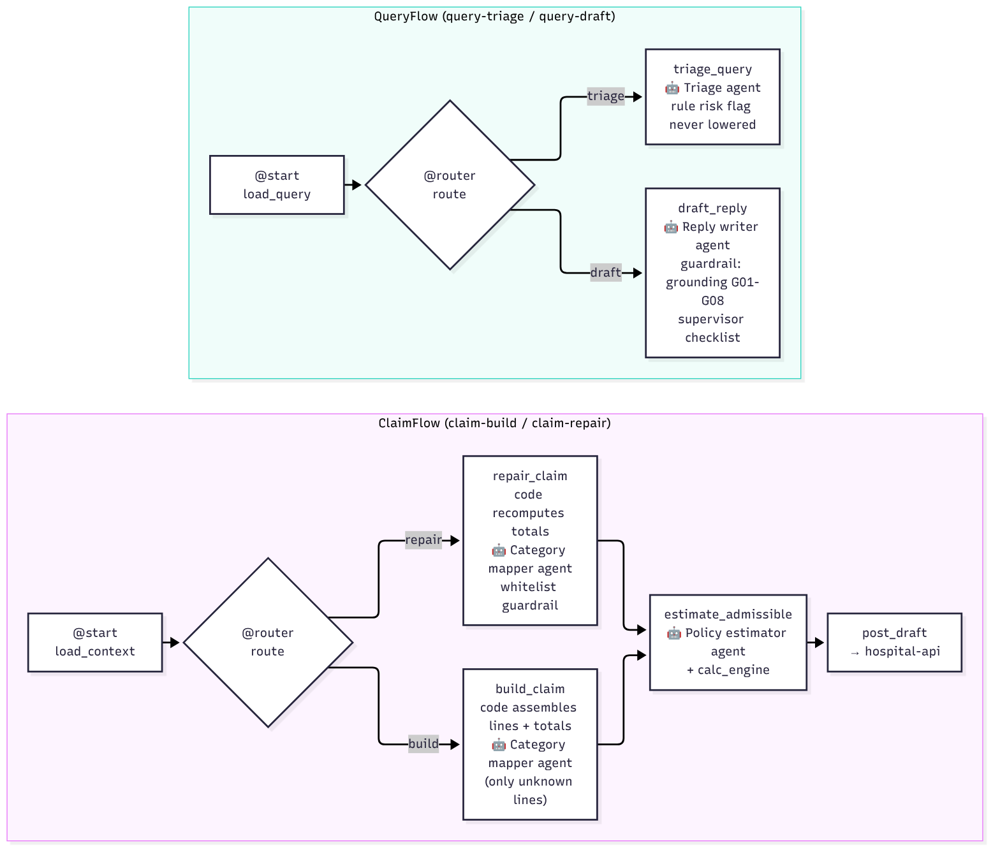 QueryFlow (query-triage / query-draft)
@start
load_query
@router
route
triage
triage_query
🤖 Triage agent
rule risk flag
never lowered
draft
draft_reply
🤖 Reply writer
agent
guardrail:
grounding G01-
G08
supervisor
checklist
ClaimFlow (claim-build / claim-repair)
@start
load_context
@router
route
repair
repair_claim
code
recomputes
totals
🤖 Category
mapper agent
whitelist
guardrail
build
build_claim
code assembles
lines + totals
🤖 Category
mapper agent
(only unknown
lines)
estimate_admissible
🤖 Policy estimator
agent
+ calc_engine
post_draft
→ hospital-api